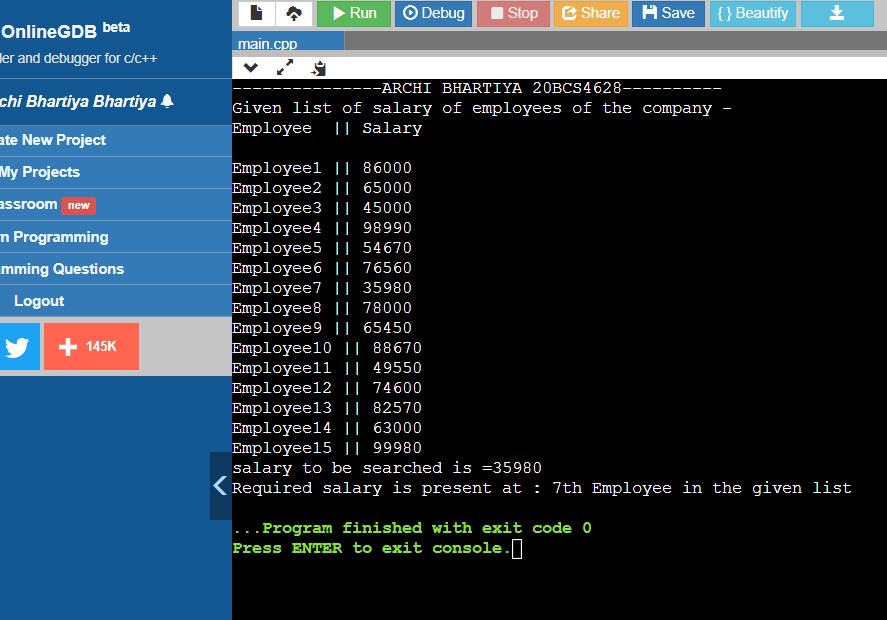 OnlineGDB beta
ler and debugger for c/c++
chi Bhartiya Bhartiya
ate New Project
My Projects
assroom new
n Programming
mming Questions
Logout
145K
Run Debug Stop Share Save { } Beautify
main.cpp
---------------ARCHI BHARTIYA 20BCS4628----------
Given list of salary of employees of the company -
Employee  || Salary
Employee1 || 86000
Employee2 || 65000
Employee3 || 45000
Employee4 || 98990
Employee5 || 54670
Employee6 || 76560
Employee7 || 35980
Employee8 || 78000
Employee9 || 65450
Employee10 || 88670
Employee11 || 49550
Employee12 || 74600
Employee13 || 82570
Employee14 || 63000
Employee15 || 99980
salary to be searched is =35980
Required salary is present at : 7th Employee in the given list
...Program finished with exit code 0
Press ENTER to exit console.